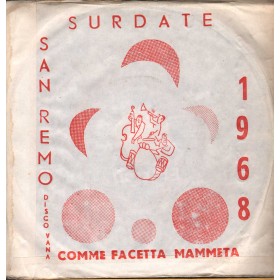 SURDATE
SAN REMO
DISCO VANA
1968
COMME FACETTA MAMMETA